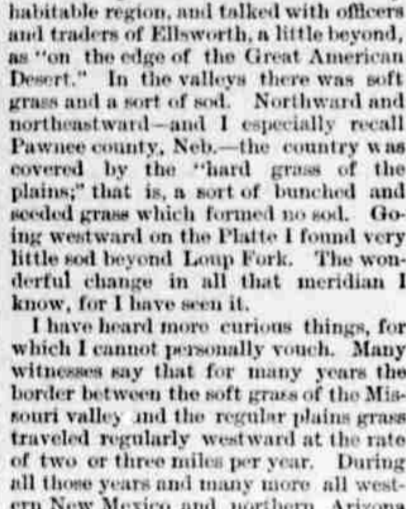 habitable region, and talked with officers
and traders of Ellsworth, a little beyond,
as "on the edge of the Great American
Desert." In the valleys there was soft
grass and a sort of sod. Northward and
northeastward—and I especially recall
Pawnee county, Neb.—the country was
covered by the "hard grass of the
plains;" that is, a sort of bunched and
seeded grass which formed no sod. Go-
ing westward on the Platte I found very
little sod beyond Loup Fork. The won-
derful change in all that meridian I
know, for I have seen it.
I have heard more curious things, for
which I cannot personally vouch. Many
witnesses say that for many years the
border between the soft grass of the Mis-
souri valley and the regular plains grass
traveled regularly westward at the rate
of two or three miles per year. During
all those years and many more all west-
ern New Mexico and northern Arizona